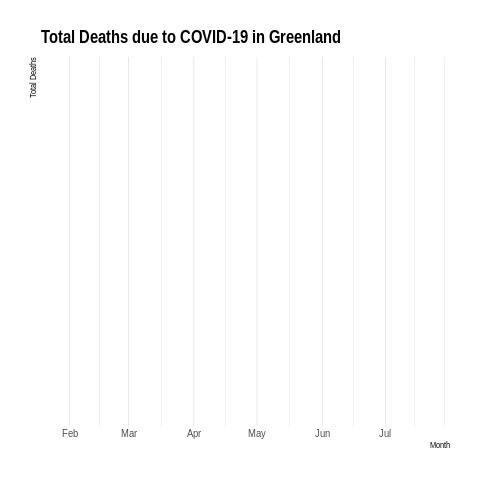 Total Deaths due to COVID-19 in Greenland
Total Deaths
Feb Mar Apr May Jun Jul
Month